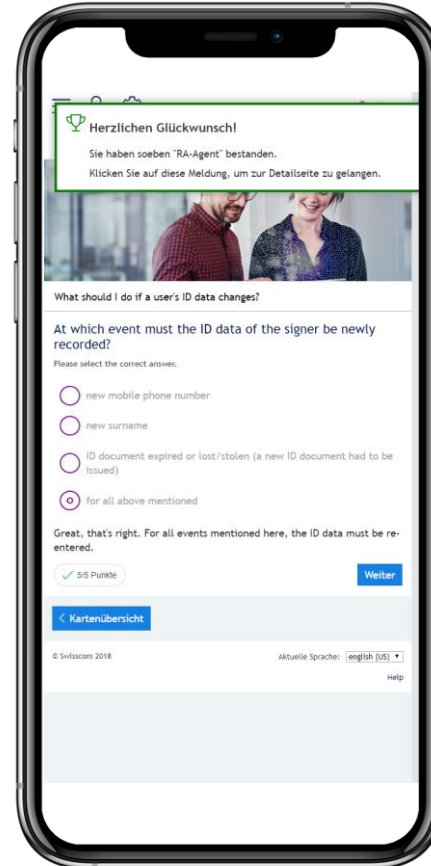 Herzlichen Glückwunsch!
Sie haben soeben "RA-Agent" bestanden.
Klicken Sie auf diese Meldung, um zur Detailseite zu gelangen.
What should I do if a user's ID data changes?
At which event must the ID data of the signer be newly
recorded?
Please select the correct answer.
new mobile phone number
new surname
ID document expired or lost/stolen (a new ID document had to be
issued)
for all above mentioned
Great, that's right. For all events mentioned here, the ID data must be re-
entered.
5/5 Punkte
Weiter
< Kartenübersicht
© Swisscom 2018
Aktuelle Sprache: english (US)
Help